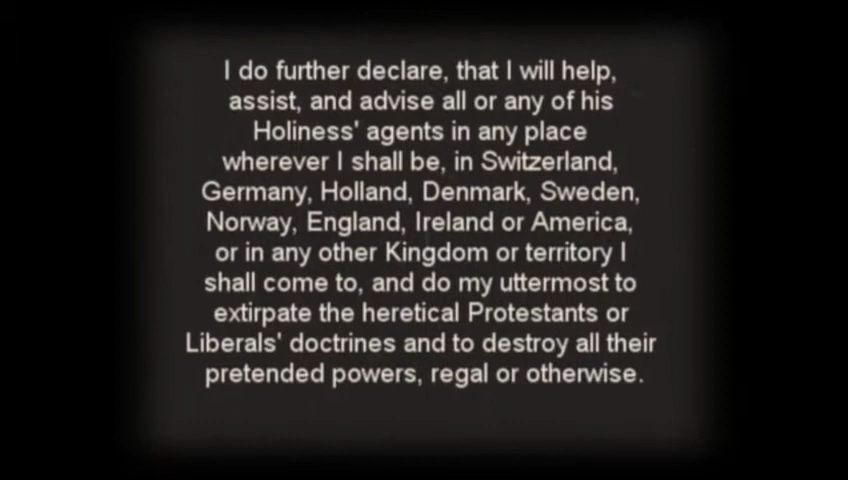 I do further declare, that I will help,
assist, and advise all or any of his
Holiness' agents in any place
wherever I shall be, in Switzerland,
Germany, Holland, Denmark, Sweden,
Norway, England, Ireland or America,
or in any other Kingdom or territory I
shall come to, and do my uttermost to
extirpate the heretical Protestants or
Liberals' doctrines and to destroy all their
pretended powers, regal or otherwise.